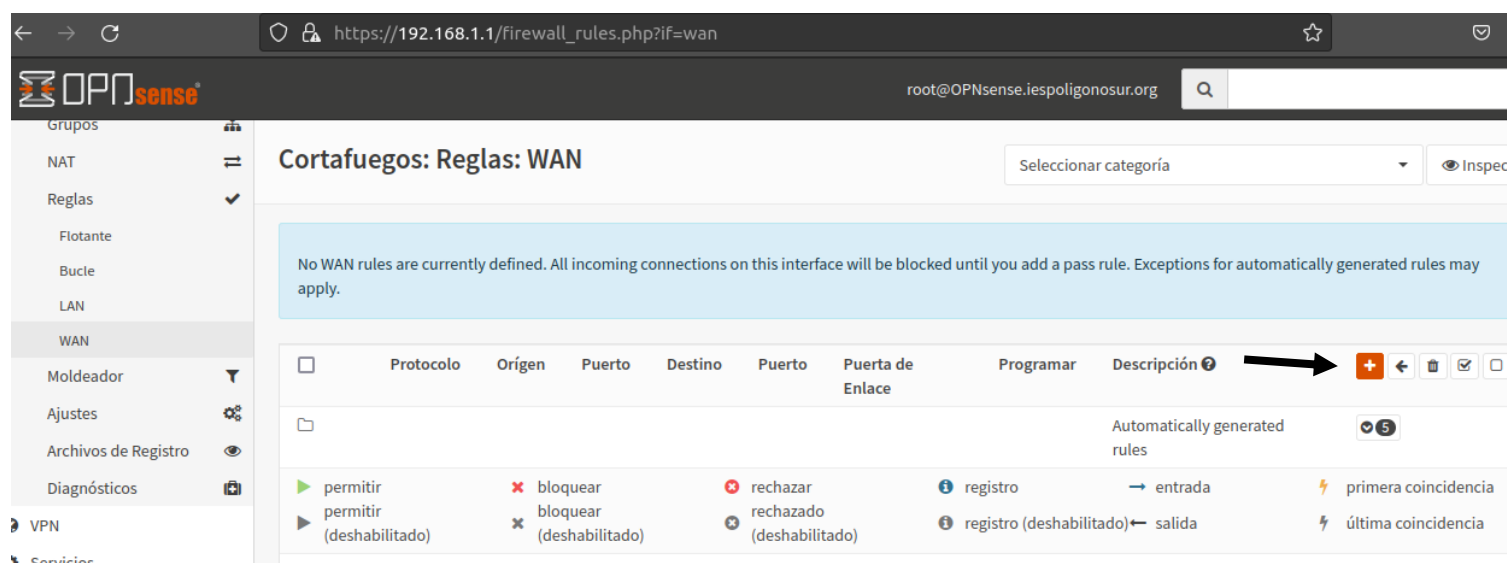 https://192.168.1.1/firewall_rules.php?if=wan
OPNsense
root@OPNsense.iespoligonosur.org
Grupos
NAT
Reglas
Flotante
Bucle
LAN
WAN
Moldeador
Ajustes
Archivos de Registro
Diagnósticos
VPN
Servicios
Cortafuegos: Reglas: WAN
Seleccionar categoría
Inspec
No WAN rules are currently defined. All incoming connections on this interface will be blocked until you add a pass rule. Exceptions for automatically generated rules may
apply.
Protocolo Orígen Puerto Destino Puerto Puerta de Programar Descripción
Enlace
Automatically generated 5
rules
permitir bloquear rechazar registro entrada primera coincidencia
permitir bloquear rechazado registro (deshabilitado) salida última coincidencia
(deshabilitado) (deshabilitado) (deshabilitado)